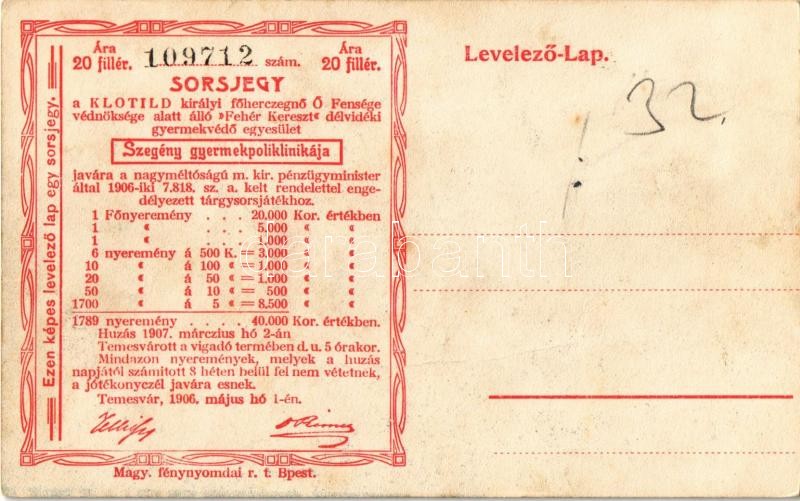 Ára 109712 szám. Ára
20 fillér. 20 fillér.
SORSJEGY
a KLOTILD királyi főherczegnő Ő Fensége
védnöksége alatt álló »Fehér Kereszt« délvidéki
gyermekvédő egyesület
Szegény gyermekpoliklinikája
javára a nagyméltóságú m. kir. pénzügyminister
által 1906-iki 7.818. sz. a. kelt rendelettel enge-
délyezett tárgysorsjátékhoz.
1 Főnyeremény . . . 20.000 Kor. értékben
1 « . . . 5.000 « «
1 « . . . 1.000 « «
6 nyeremény á 500 K. = 3.000 « «
10 « á 100 « = 1.000 « «
20 « á 50 « = 1.000 « «
50 « á 10 « = 500 « «
1700 « á 5 « = 8.500 « «
1789 nyeremény . . . . 40.000 Kor. értékben.
Huzás 1907. márczius hó 2-án
Temesvárott a vigadó termében d. u. 5 órakor.
Mindazon nyeremények, melyek a huzás
napjától számitott 8 héten belül fel nem vétetnek,
a jótékonyczél javára esnek.
Temesvár, 1906. május hó 1-én.
Magy. fénynyomdai r. t. Bpest.
Ezen képes levelező lap egy sorsjegy.
Levelező-Lap.
32.
darabanth